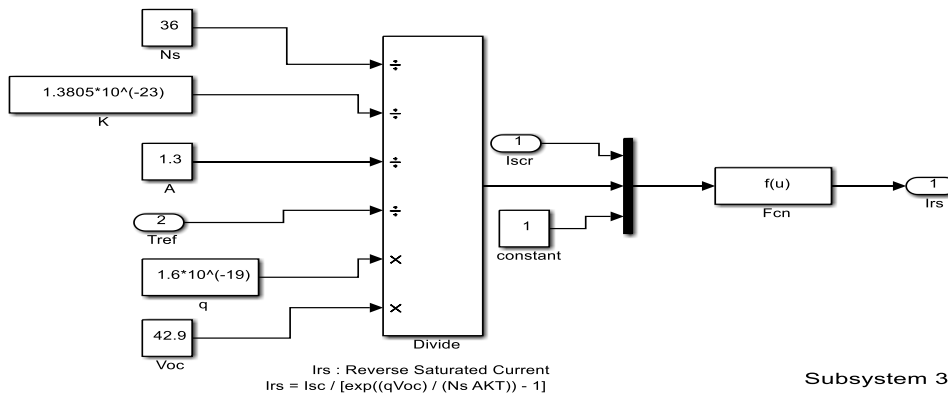 36
Ns
1.3805*10^(-23)
K
1.3
A
2
Tref
1.6*10^(-19)
q
42.9
Voc
÷
÷
÷
÷
×
×
Divide
1
Iscr
1
constant
f(u)
Fcn
1
Irs
Irs : Reverse Saturated Current
Irs = Isc / [exp((qVoc) / (Ns AKT)) - 1]
Subsystem 3